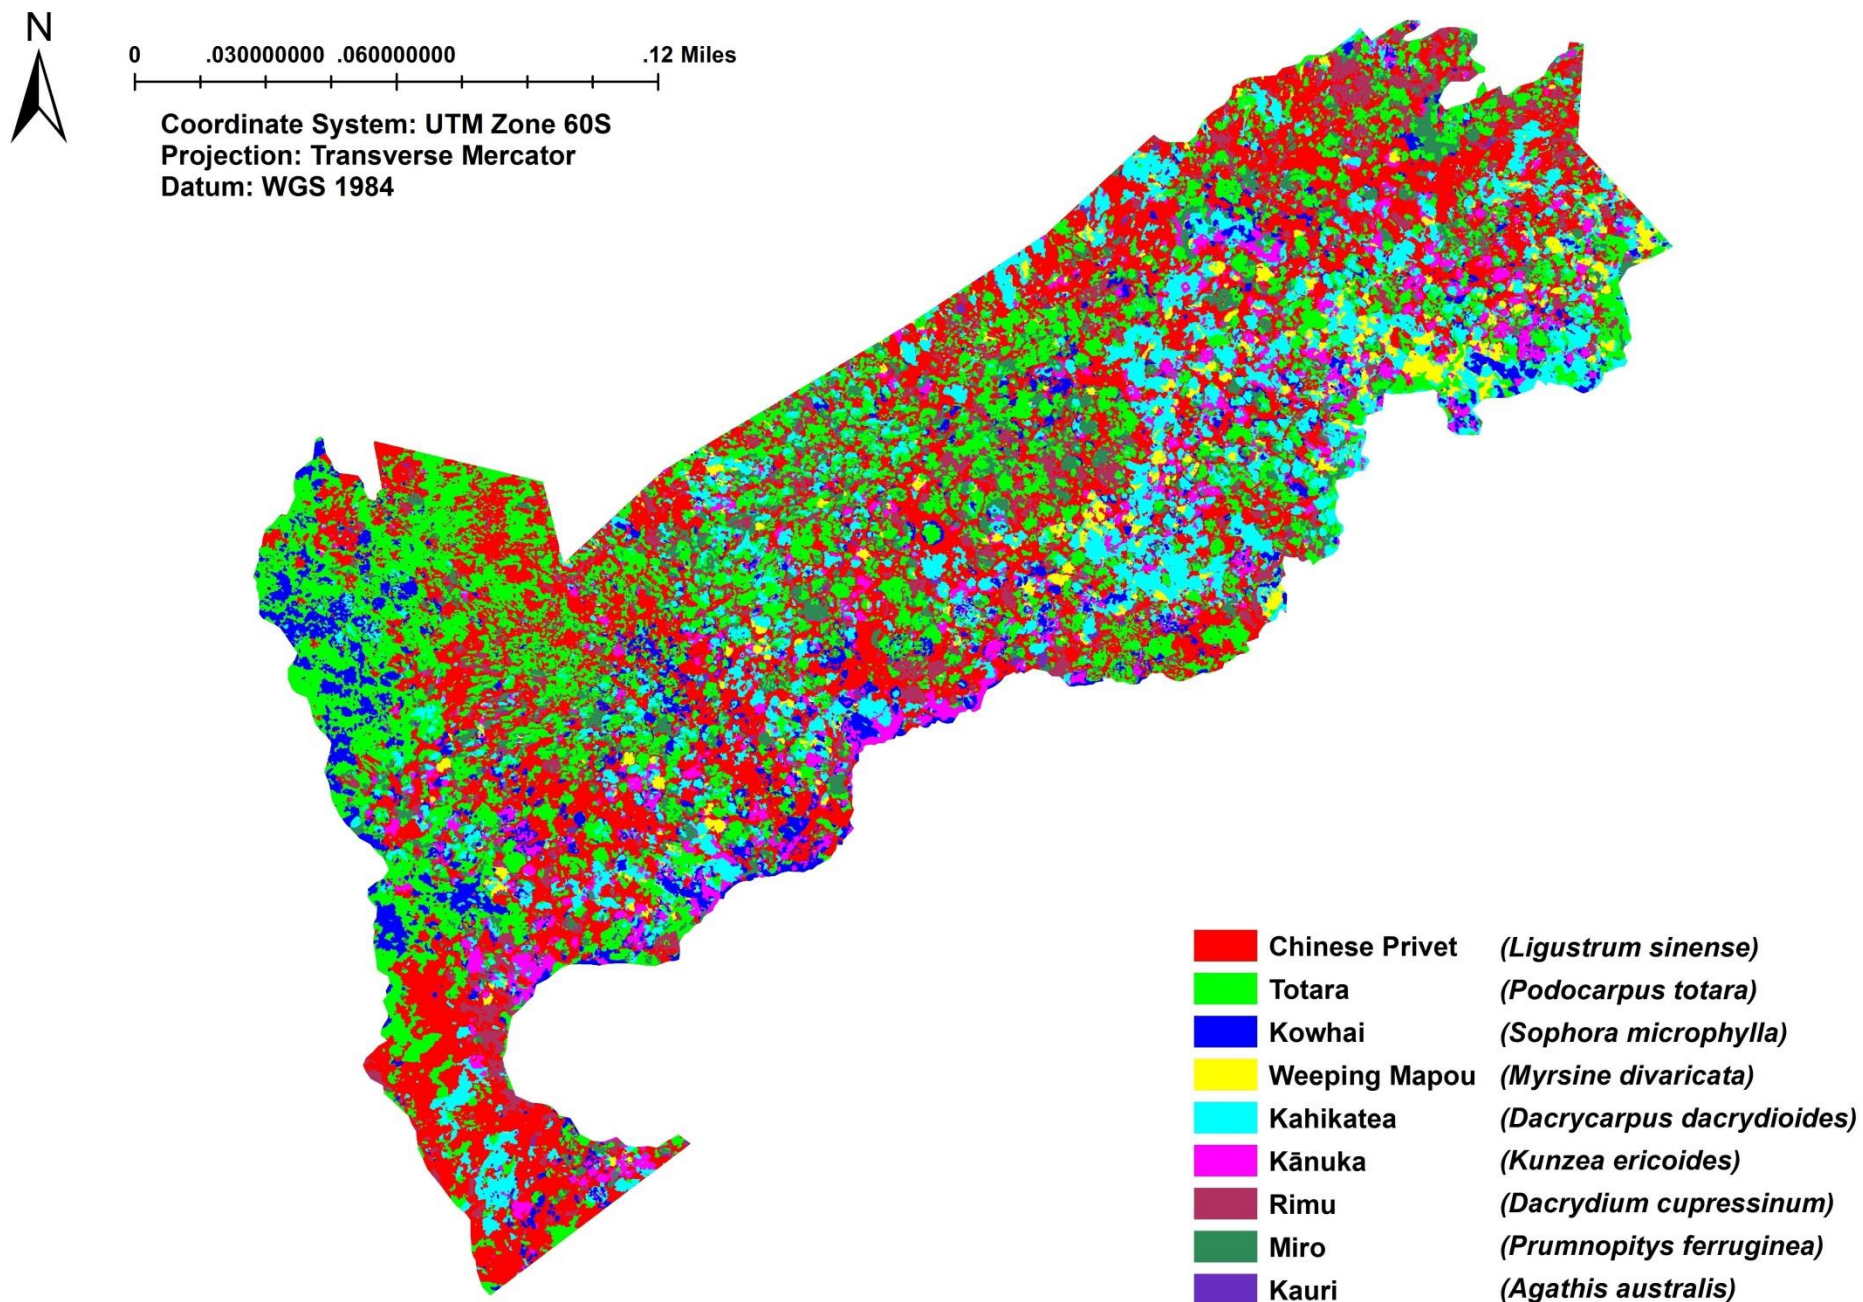 N
0 .030000000 .060000000 .12 Miles
Coordinate System: UTM Zone 60S
Projection: Transverse Mercator
Datum: WGS 1984
Chinese Privet (Ligustrum sinense)
Totara (Podocarpus totara)
Kowhai (Sophora microphylla)
Weeping Mapou (Myrsine divaricata)
Kahikatea (Dacrycarpus dacrydioides)
Kānuka (Kunzea ericoides)
Rimu (Dacrydium cupressinum)
Miro (Prumnopitys ferruginea)
Kauri (Agathis australis)